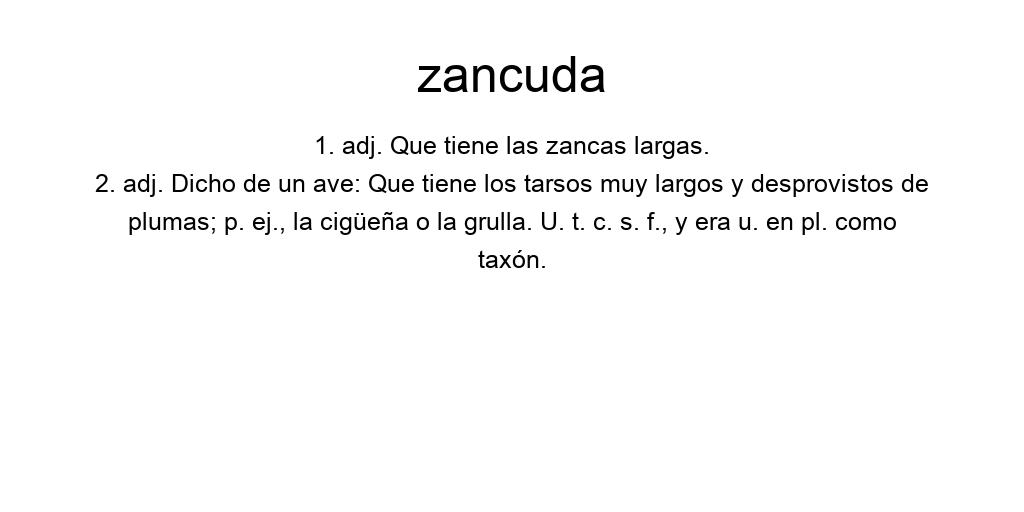 zancuda
1. adj. Que tiene las zancas largas.
2. adj. Dicho de un ave: Que tiene los tarsos muy largos y desprovistos de
plumas; p. ej., la cigüeña o la grulla. U. t. c. s. f., y era u. en pl. como
taxón.